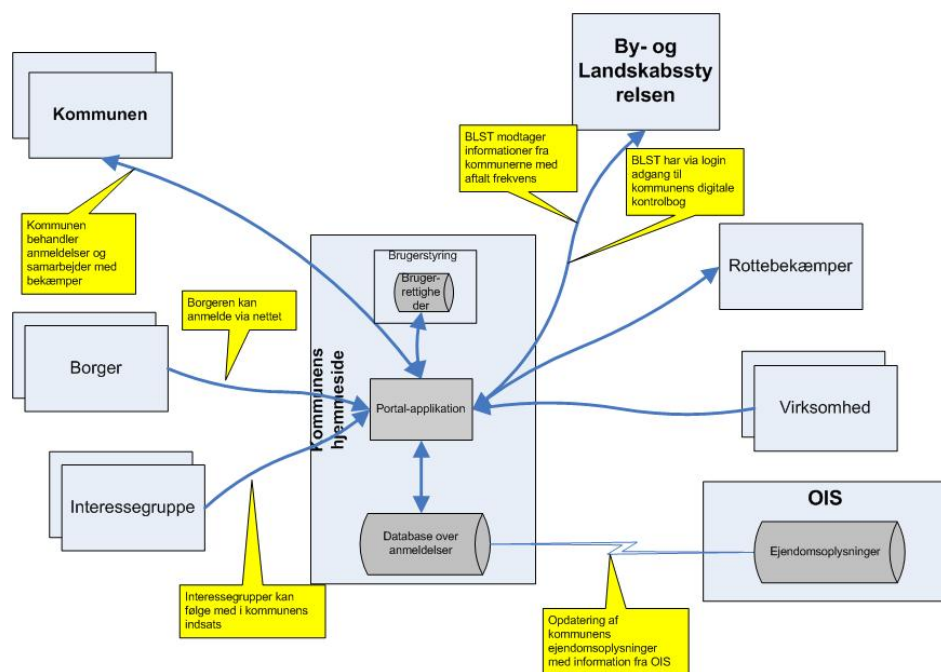 By- og
Landskabssty
relsen
Kommunen
BLST modtager
informationer fra
kommunerne med
aftalt frekvens
BLST har via login
adgang til
kommunens digitale
kontrolbog
Kommunen
behandler
anmeldelser og
samarbejder med
bekæmper
Brugerstyring
Bruger-
rettighe
der
Rottebekæmper
Borgeren kan
anmelde via nettet
Borger
Kommunens
hjemmeside
Portal-applikation
Virksomhed
Interessegruppe
OIS
Database over
anmeldelser
Ejendomsoplysninger
Interessegrupper kan
følge med i kommunens
indsats
Opdatering af
kommunens
ejendomsoplysninger
med information fra OIS